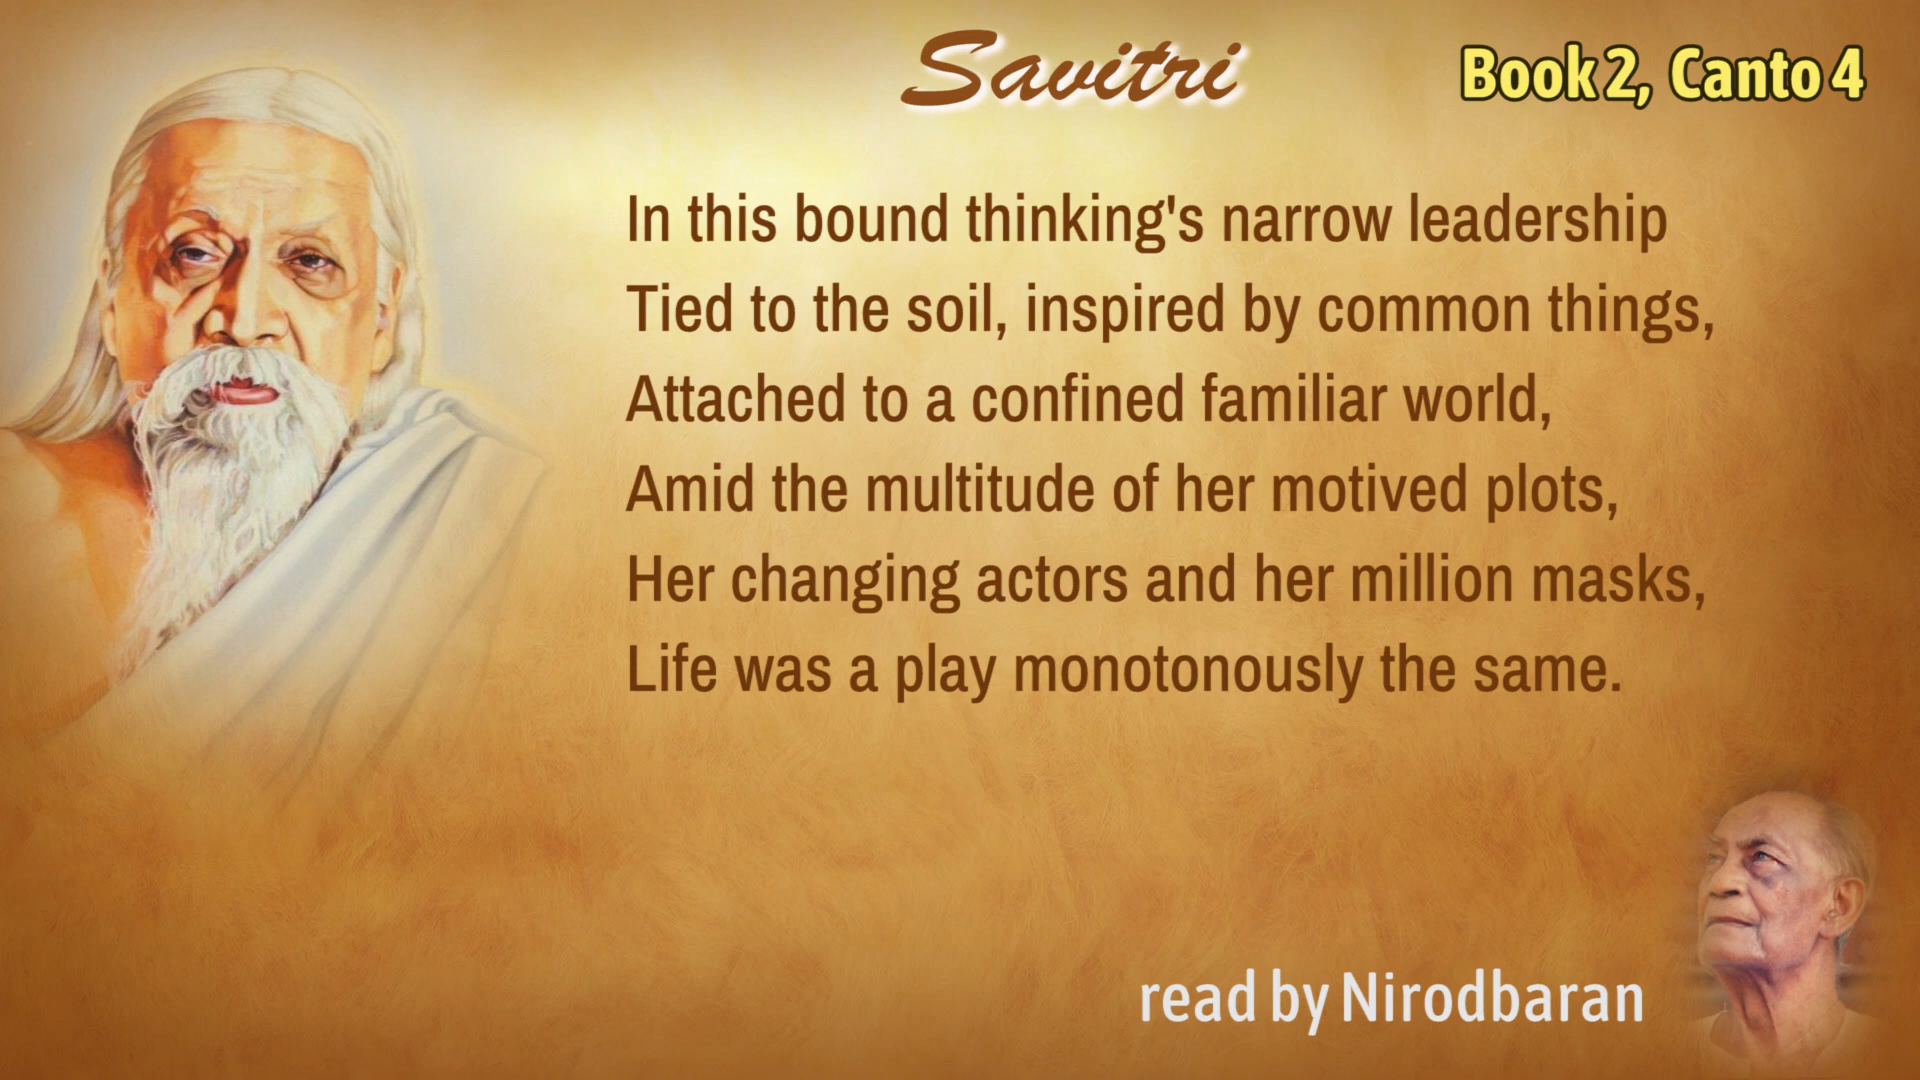 Savitri
Book 2, Canto 4
In this bound thinking's narrow leadership
Tied to the soil, inspired by common things,
Attached to a confined familiar world,
Amid the multitude of her motived plots,
Her changing actors and her million masks,
Life was a play monotonously the same.
read by Nirodbaran